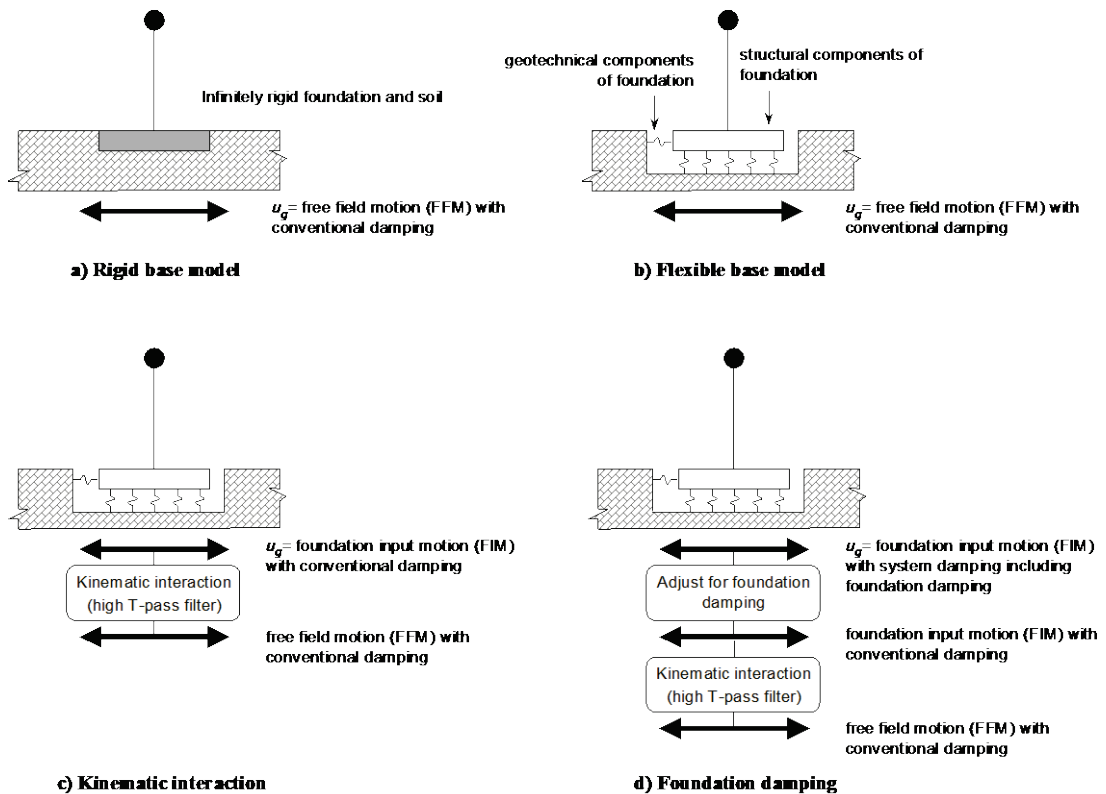 Infinitely rigid foundation and soil
u_g= free field motion (FFM) with
conventional damping
a) Rigid base model
geotechnical components
of foundation
structural components of
foundation
u_g= free field motion (FFM) with
conventional damping
b) Flexible base model
u_g= foundation input motion (FIM)
with conventional damping
Kinematic interaction
(high T-pass filter)
free field motion (FFM) with
conventional damping
c) Kinematic interaction
u_g= foundation input motion (FIM)
with system damping including
foundation damping
Adjust for foundation
damping
foundation input motion (FIM) with
conventional damping
Kinematic interaction
(high T-pass filter)
free field motion (FFM) with
conventional damping
d) Foundation damping